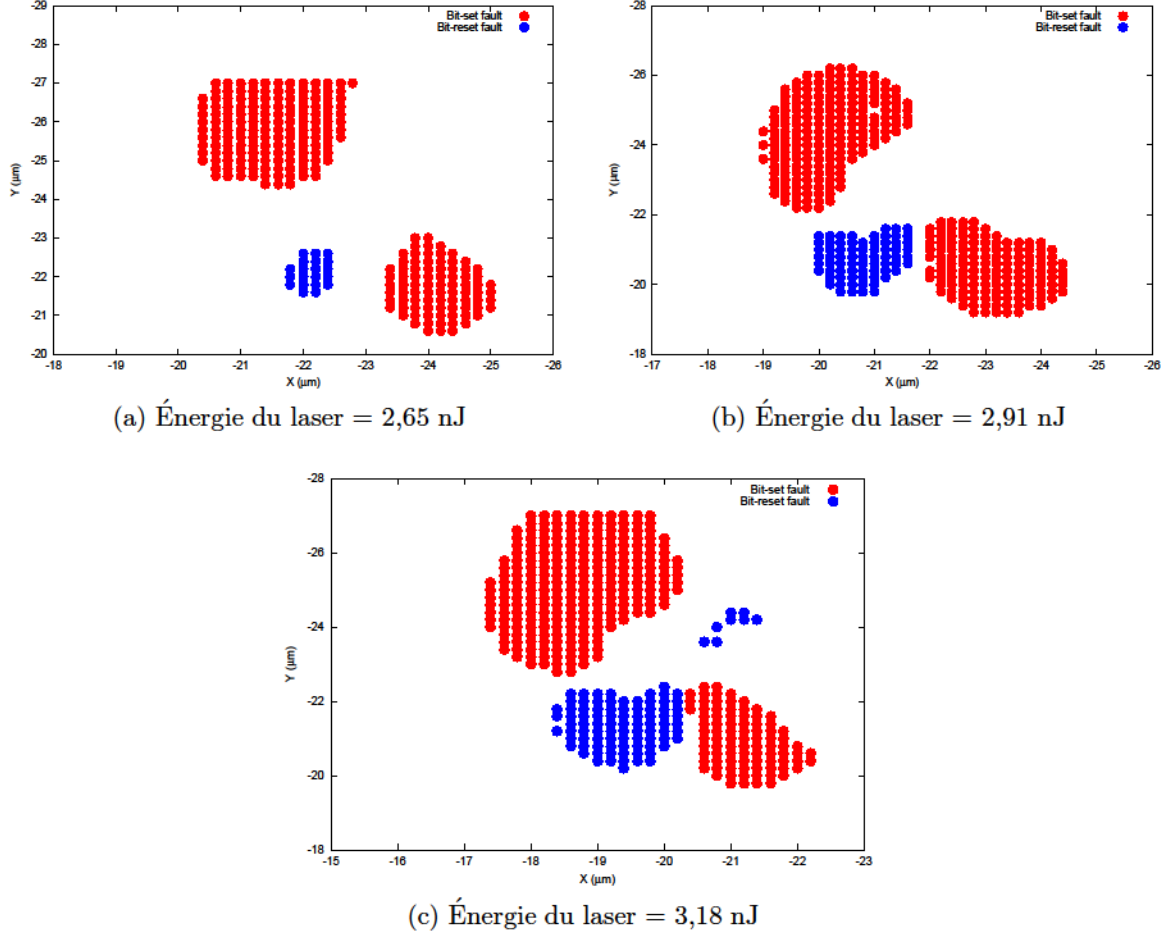 Bit-set fault
Bit-reset fault
-29
-28
-27
-26
-25
-24
-23
-22
-21
-20
Y (µm)
-18 -19 -20 -21 -22 -23 -24 -25 -26
X (µm)
(a) Énergie du laser = 2,65 nJ
Bit-set fault
Bit-reset fault
-28
-26
-24
-22
-20
-18
Y (µm)
-17 -18 -19 -20 -21 -22 -23 -24 -25 -26
X (µm)
(b) Énergie du laser = 2,91 nJ
Bit-set fault
Bit-reset fault
-28
-26
-24
-22
-20
-18
Y (µm)
-15 -16 -17 -18 -19 -20 -21 -22 -23
X (µm)
(c) Énergie du laser = 3,18 nJ